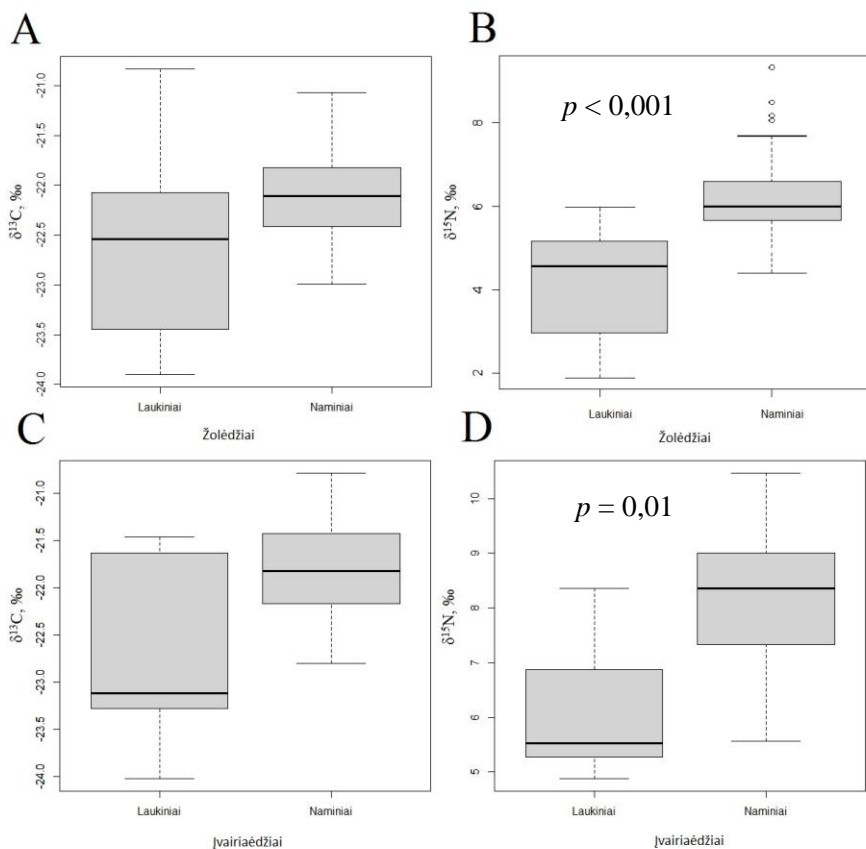 A
δ¹³C, ‰
-21.0
-21.5
-22.0
-22.5
-23.0
-23.5
-24.0
Laukiniai
Naminiai
Žolėdžiai
B
p < 0,001
δ¹⁵N, ‰
8
6
4
2
Laukiniai
Naminiai
Žolėdžiai
C
δ¹³C, ‰
-21.0
-21.5
-22.0
-22.5
-23.0
-23.5
-24.0
Laukiniai
Naminiai
Įvairiaėdžiai
D
p = 0,01
δ¹⁵N, ‰
10
9
8
7
6
5
Laukiniai
Naminiai
Įvairiaėdžiai